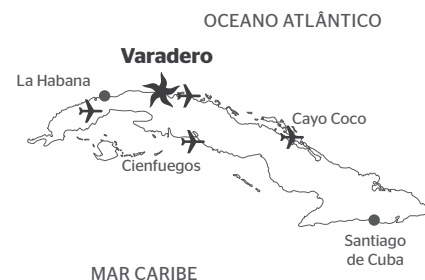 OCEANO ATLÂNTICO
Varadero
La Habana
Cayo Coco
Cienfuegos
Santiago
de Cuba
MAR CARIBE